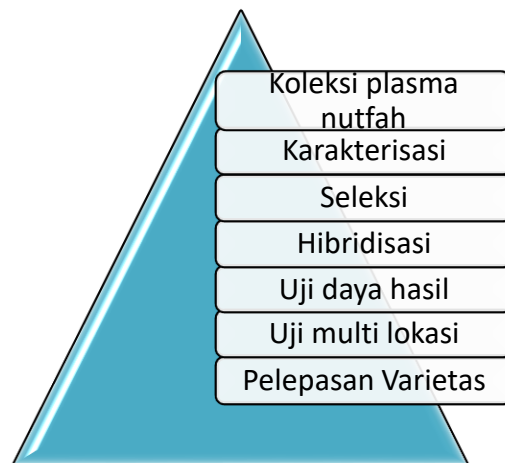 Koleksi plasma
nutfah
Karakterisasi
Seleksi
Hibridisasi
Uji daya hasil
Uji multi lokasi
Pelepasan Varietas